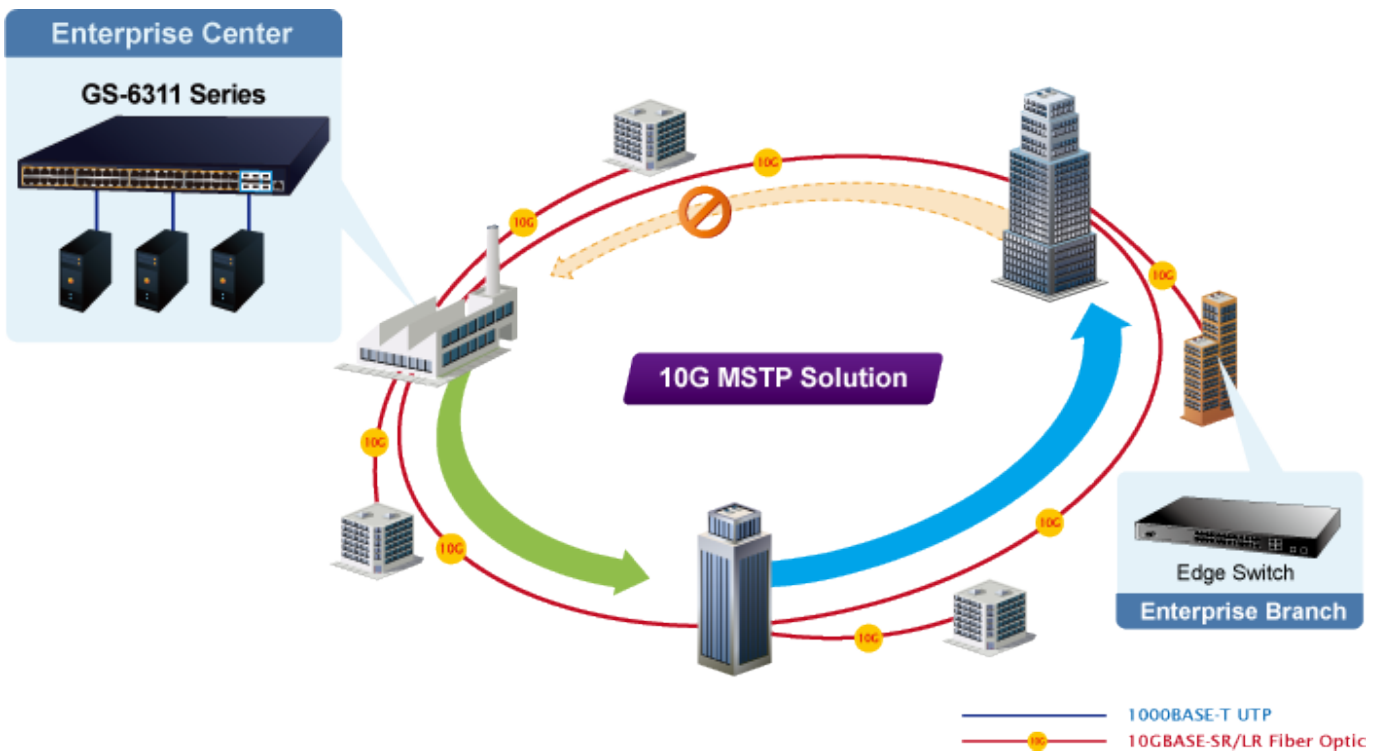 Enterprise Center
GS-6311 Series
10G
10G
10G
10G MSTP Solution
10G
10G
10G
10G
Edge Switch
Enterprise Branch
1000BASE-T UTP
10G
10GBASE-SR/LR Fiber Optic